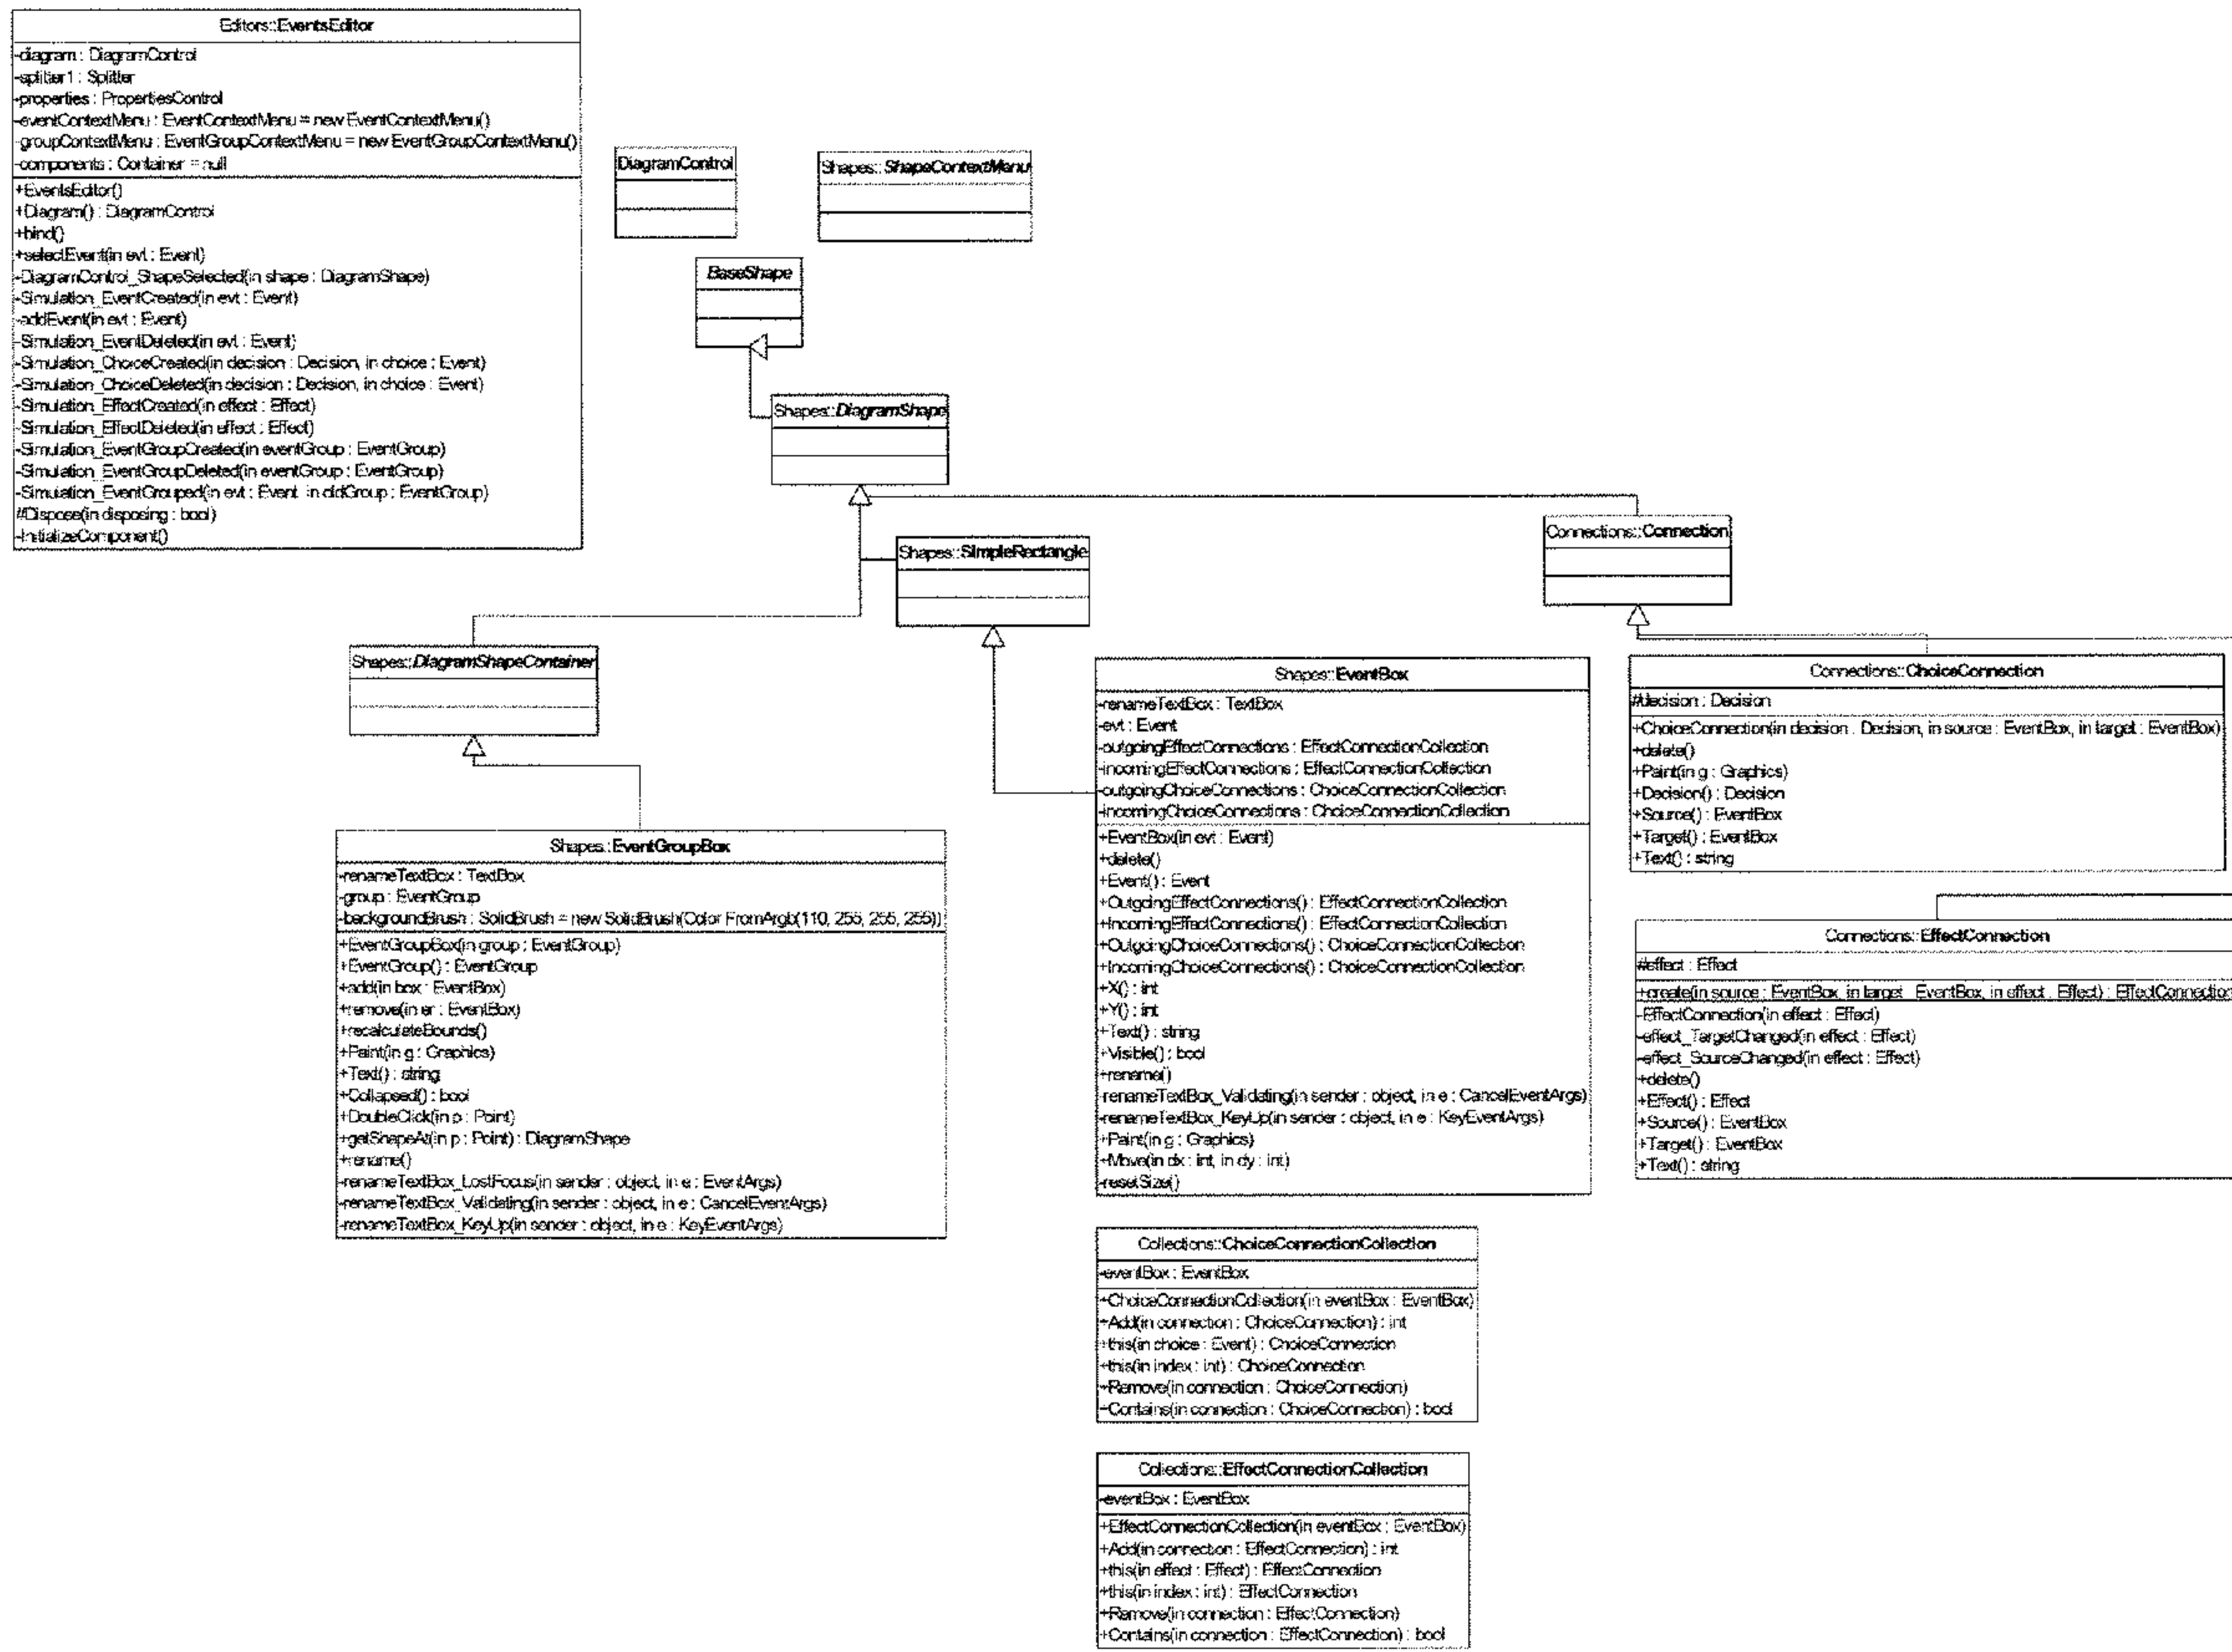 Editors::EventsEditor
-diagram : DiagramControl
-splitter1 : Splitter
-properties : PropertiesControl
-eventContextMenu : EventContextMenu = new EventContextMenu()
-groupContextMenu : EventGroupContextMenu = new EventGroupContextMenu()
-components : Container = null
+EventsEditor()
+Diagram() : DiagramControl
+bind()
+selectEvent(in evt : Event)
-DiagramControl_ShapeSelected(in shape : DiagramShape)
-Simulation_EventCreated(in evt : Event)
-addEvent(in evt : Event)
-Simulation_EventDeleted(in evt : Event)
-Simulation_ChoiceCreated(in decision : Decision, in choice : Event)
-Simulation_ChoiceDeleted(in decision : Decision, in choice : Event)
-Simulation_EffectCreated(in effect : Effect)
-Simulation_EffectDeleted(in effect : Effect)
-Simulation_EventGroupCreated(in eventGroup : EventGroup)
-Simulation_EventGroupDeleted(in eventGroup : EventGroup)
-Simulation_EventGrouped(in evt : Event, in oldGroup : EventGroup)
#Dispose(in disposing : bool)
-InitializeComponent()
DiagramControl
Shapes::ShapeContextMenu
BaseShape
Shapes::DiagramShape
Shapes::SimpleRectangle
Connections::Connection
Shapes::DiagramShapeContainer
Shapes::EventGroupBox
-renameTextBox : TextBox
-group : EventGroup
-backgroundBrush : SolidBrush = new SolidBrush(Color.FromArgb(110, 255, 255, 255))
+EventGroupBox(in group : EventGroup)
+EventGroup() : EventGroup
+add(in box : EventBox)
+remove(in er : EventBox)
+recalculateBounds()
+Paint(in g : Graphics)
+Text() : string
+Collapsed() : bool
+DoubleClick(in p : Point)
+getShapeAt(in p : Point) : DiagramShape
+rename()
-renameTextBox_LostFocus(in sender : object, in e : EventArgs)
-renameTextBox_Validating(in sender : object, in e : CancelEventArgs)
-renameTextBox_KeyUp(in sender : object, in e : KeyEventArgs)
Shapes::EventBox
-renameTextBox : TextBox
-evt : Event
-outgoingEffectConnections : EffectConnectionCollection
-incomingEffectConnections : EffectConnectionCollection
-outgoingChoiceConnections : ChoiceConnectionCollection
-incomingChoiceConnections : ChoiceConnectionCollection
+EventBox(in evt : Event)
+delete()
+Event() : Event
+OutgoingEffectConnections() : EffectConnectionCollection
+IncomingEffectConnections() : EffectConnectionCollection
+OutgoingChoiceConnections() : ChoiceConnectionCollection
+IncomingChoiceConnections() : ChoiceConnectionCollection
+X() : int
+Y() : int
+Text() : string
+Visible() : bool
+rename()
-renameTextBox_Validating(in sender : object, in e : CancelEventArgs)
-renameTextBox_KeyUp(in sender : object, in e : KeyEventArgs)
+Paint(in g : Graphics)
+Move(in dx : int, in dy : int)
-resetSize()
Connections::ChoiceConnection
#decision : Decision
+ChoiceConnection(in decision : Decision, in source : EventBox, in target : EventBox)
+delete()
+Paint(in g : Graphics)
+Decision() : Decision
+Source() : EventBox
+Target() : EventBox
+Text() : string
Connections::EffectConnection
#effect : Effect
+create(in source : EventBox, in target : EventBox, in effect : Effect) : EffectConnection
-EffectConnection(in effect : Effect)
-effect_TargetChanged(in effect : Effect)
-effect_SourceChanged(in effect : Effect)
+delete()
+Effect() : Effect
+Source() : EventBox
+Target() : EventBox
+Text() : string
Collections::ChoiceConnectionCollection
-eventBox : EventBox
+ChoiceConnectionCollection(in eventBox : EventBox)
+Add(in connection : ChoiceConnection) : int
+this(in choice : Event) : ChoiceConnection
+this(in index : int) : ChoiceConnection
+Remove(in connection : ChoiceConnection)
+Contains(in connection : ChoiceConnection) : bool
Collections::EffectConnectionCollection
-eventBox : EventBox
+EffectConnectionCollection(in eventBox : EventBox)
+Add(in connection : EffectConnection) : int
+this(in effect : Effect) : EffectConnection
+this(in index : int) : EffectConnection
+Remove(in connection : EffectConnection)
+Contains(in connection : EffectConnection) : bool